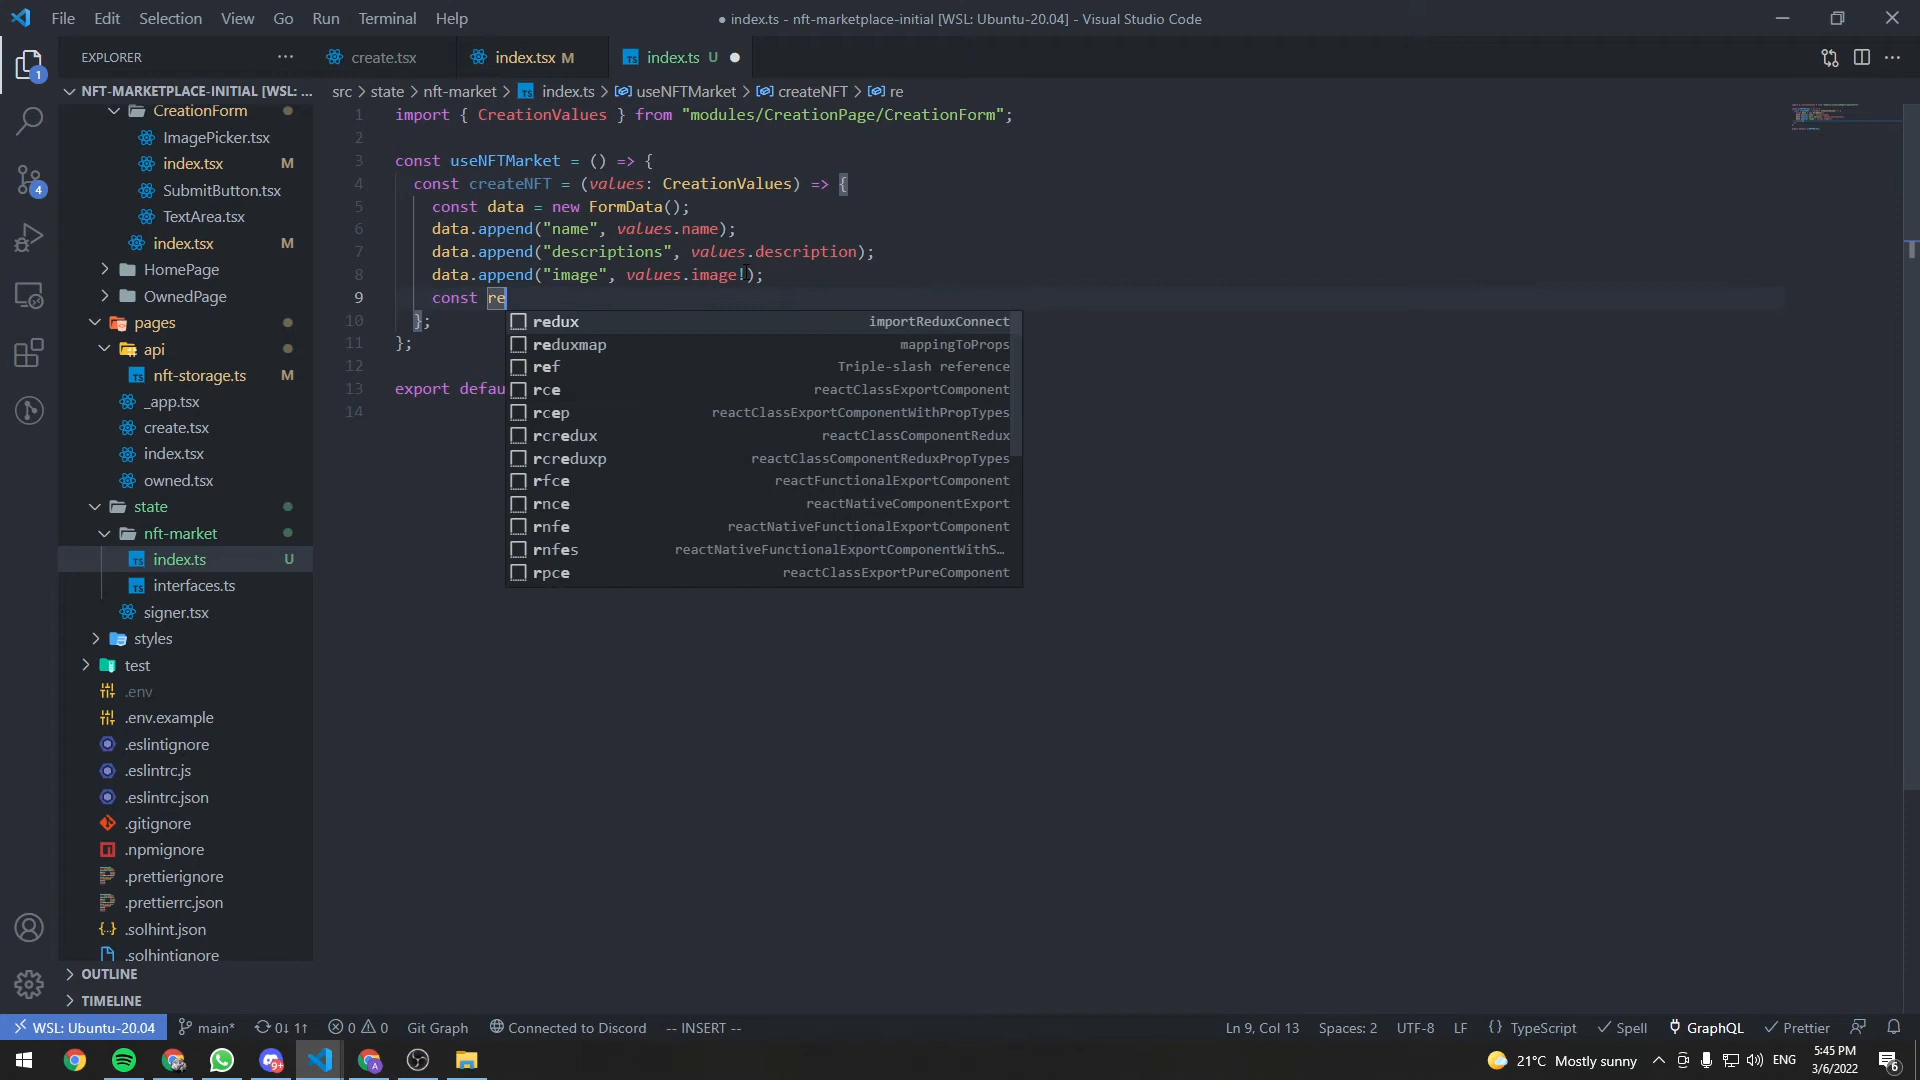 File Edit Selection View Go Run Terminal Help
● index.ts - nft-marketplace-initial [WSL: Ubuntu-20.04] - Visual Studio Code
EXPLORER
create.tsx
index.tsx M
TS index.ts U
1
NFT-MARKETPLACE-INITIAL [WSL: ...
src > state > nft-market > TS index.ts > useNFTMarket > createNFT > re
CreationForm
ImagePicker.tsx
index.tsx M
SubmitButton.tsx
TextArea.tsx
index.tsx M
HomePage
OwnedPage
pages
api
TS nft-storage.ts M
_app.tsx
create.tsx
index.tsx
owned.tsx
state
nft-market
TS index.ts U
TS interfaces.ts
signer.tsx
styles
test
.env
.env.example
.eslintignore
.eslintrc.js
.eslintrc.json
.gitignore
.npmignore
.prettierignore
.prettierrc.json
.solhint.json
.solhintignore
OUTLINE
TIMELINE
4
1 import { CreationValues } from "modules/CreationPage/CreationForm";
2
3 const useNFTMarket = () => {
4 const createNFT = (values: CreationValues) => {
5 const data = new FormData();
6 data.append("name", values.name);
7 data.append("descriptions", values.description);
8 data.append("image", values.image!);
9 const re
10 };
11 };
12
13 export defau
14
redux importReduxConnect
reduxmap mappingToProps
ref Triple-slash reference
rce reactClassExportComponent
rcep reactClassExportComponentWithPropTypes
rcredux reactClassComponentRedux
rcreduxp reactClassComponentReduxPropTypes
rfce reactFunctionalExportComponent
rnce reactNativeComponentExport
rnfe reactNativeFunctionalExportComponent
rnfes reactNativeFunctionalExportComponentWithS...
rpce reactClassExportPureComponent
WSL: Ubuntu-20.04 main* 0↓ 1↑ 0 0 Git Graph Connected to Discord -- INSERT --
Ln 9, Col 13 Spaces: 2 UTF-8 LF {} TypeScript Spell GraphQL Prettier
9+
A
21°C Mostly sunny
ENG
5:45 PM
3/6/2022
6